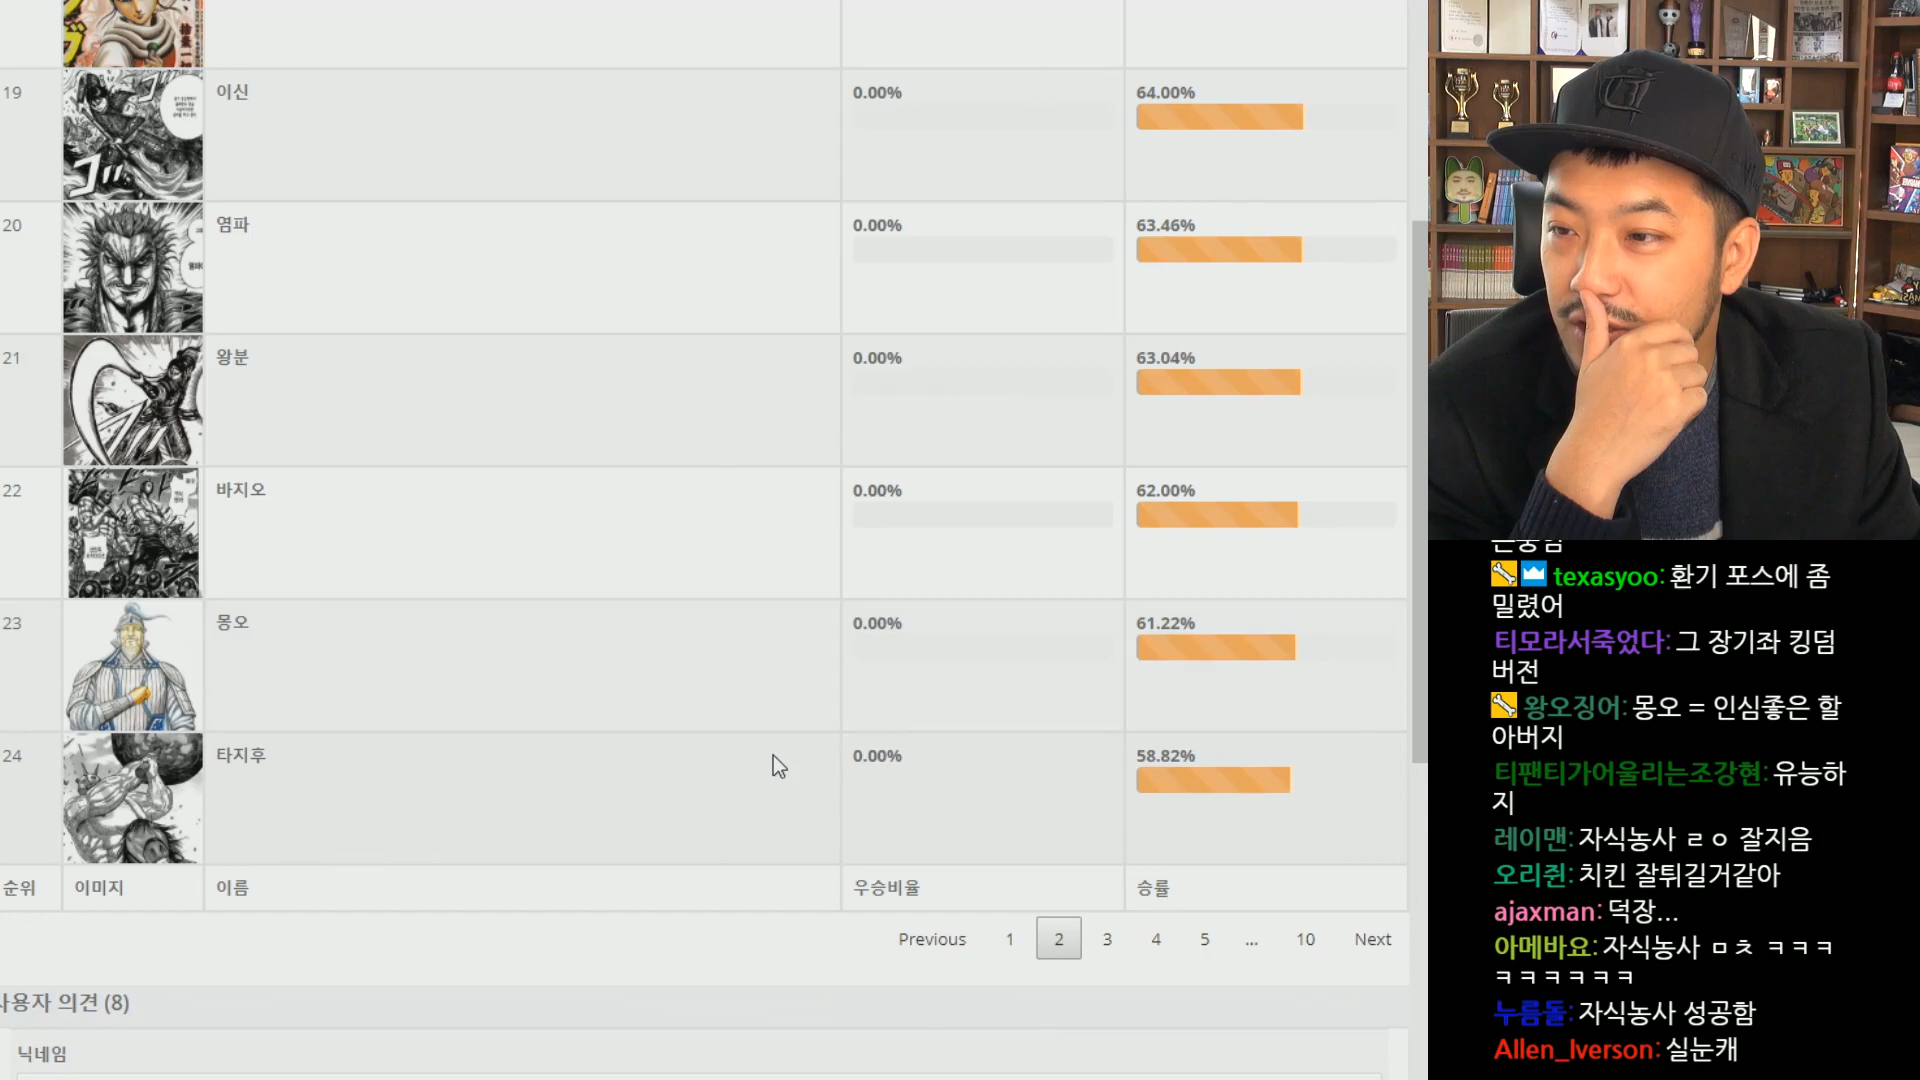 19 이신 0.00% 64.00%
20 염파 0.00% 63.46%
21 왕분 0.00% 63.04%
22 바지오 0.00% 62.00%
23 몽오 0.00% 61.22%
24 타지후 0.00% 58.82%
순위 이미지 이름 우승비율 승률
Previous 1 2 3 4 5 ... 10 Next
사용자 의견 (8)
닉네임
texasyoo: 환기 포스에 좀
밀렸어
티모라서죽었다: 그 장기좌 킹덤
버전
왕오징어: 몽오 = 인심좋은 할
아버지
티팬티가어울리는조강현: 유능하
지
레이맨: 자식농사 ㄹㅇ 잘지음
오리쥔: 치킨 잘튀길거같아
ajaxman: 덕장...
아메바요: 자식농사 ㅁㅊ ㅋㅋㅋ
ㅋㅋㅋㅋㅋㅋ
누름돌: 자식농사 성공함
Allen_Iverson: 실눈캐